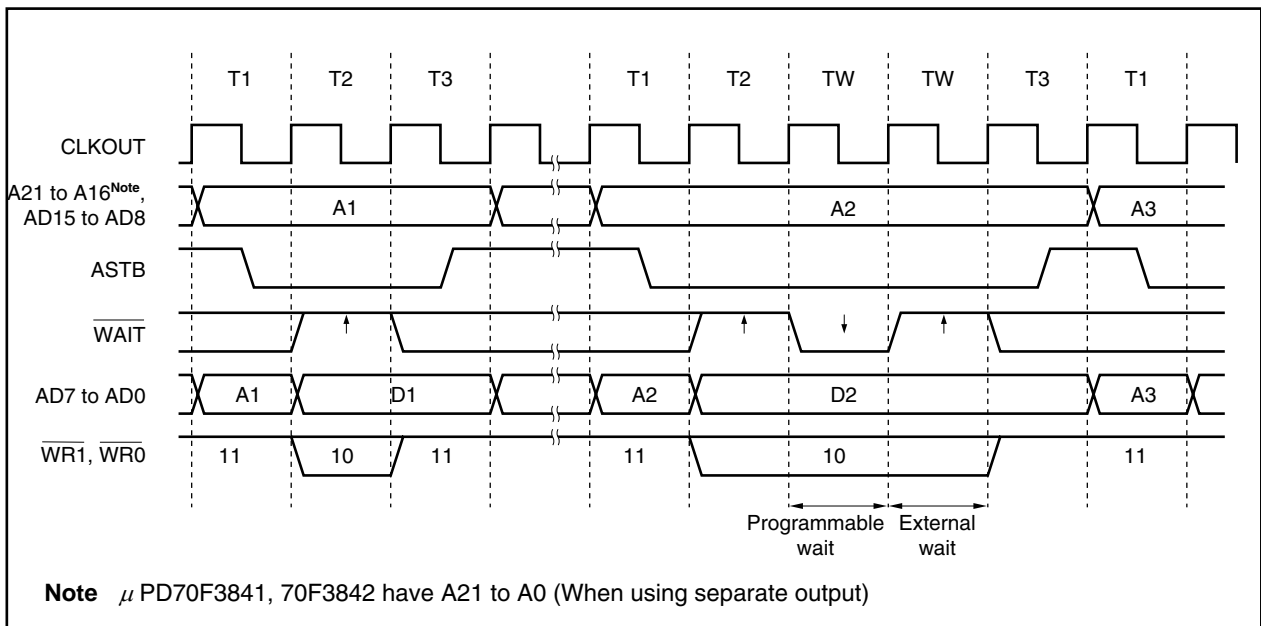 T1 T2 T3 T1 T2 TW TW T3 T1
CLKOUT
A21 to A16Note,
AD15 to AD8
A1 A2 A3
ASTB
WAIT
AD7 to AD0 A1 D1 A2 D2 A3
WR1, WR0 11 10 11 11 10 11
Programmable
wait
External
wait
Note μ PD70F3841, 70F3842 have A21 to A0 (When using separate output)